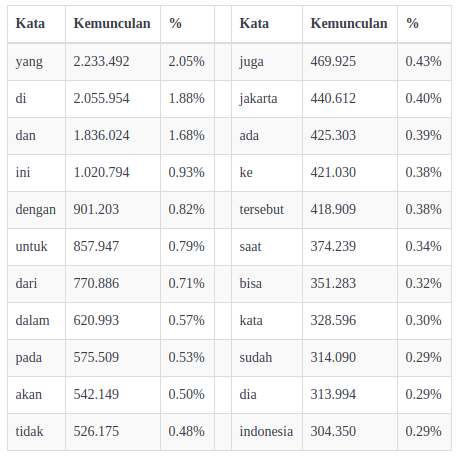 Kata Kemunculan % Kata Kemunculan %
yang 2.233.492 2.05% juga 469.925 0.43%
di 2.055.954 1.88% jakarta 440.612 0.40%
dan 1.836.024 1.68% ada 425.303 0.39%
ini 1.020.794 0.93% ke 421.030 0.38%
dengan 901.203 0.82% tersebut 418.909 0.38%
untuk 857.947 0.79% saat 374.239 0.34%
dari 770.886 0.71% bisa 351.283 0.32%
dalam 620.993 0.57% kata 328.596 0.30%
pada 575.509 0.53% sudah 314.090 0.29%
akan 542.149 0.50% dia 313.994 0.29%
tidak 526.175 0.48% indonesia 304.350 0.29%